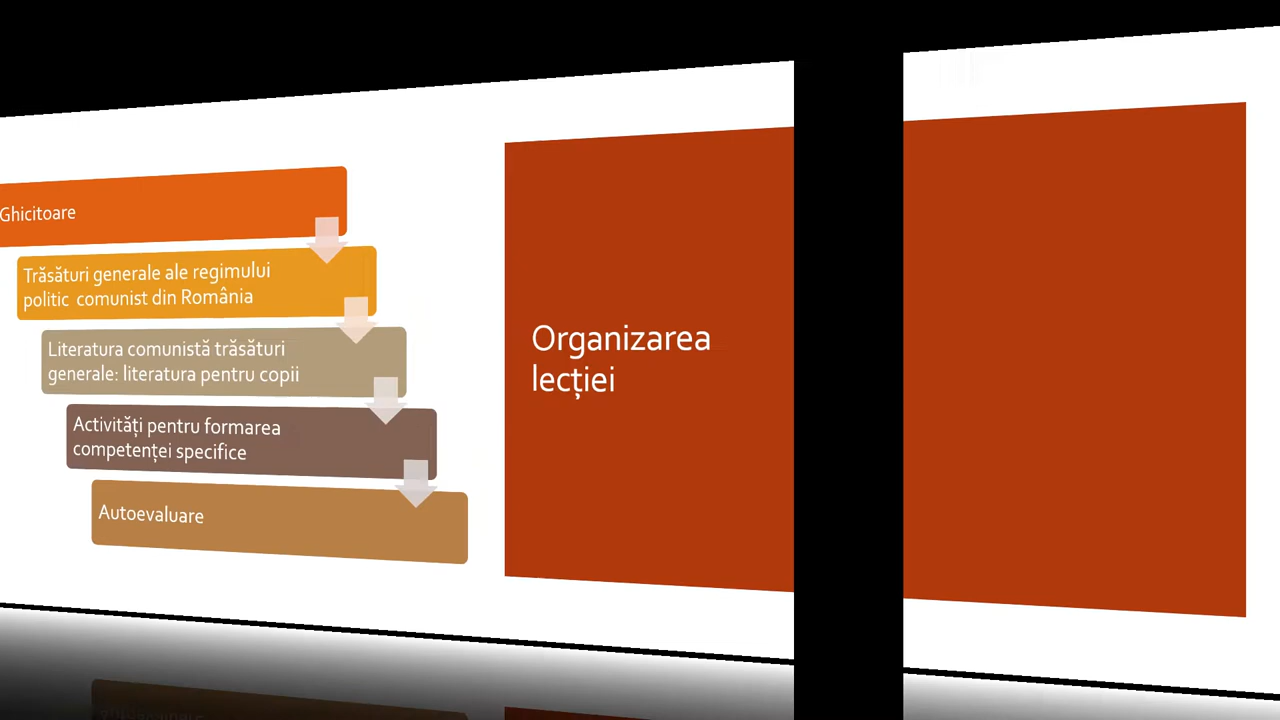 Ghicitoare
Trăsături generale ale regimului
politic comunist din România
Literatura comunistă trăsături
generale: literatura pentru copii
Activități pentru formarea
competenței specifice
Autoevaluare
Organizarea
lecției